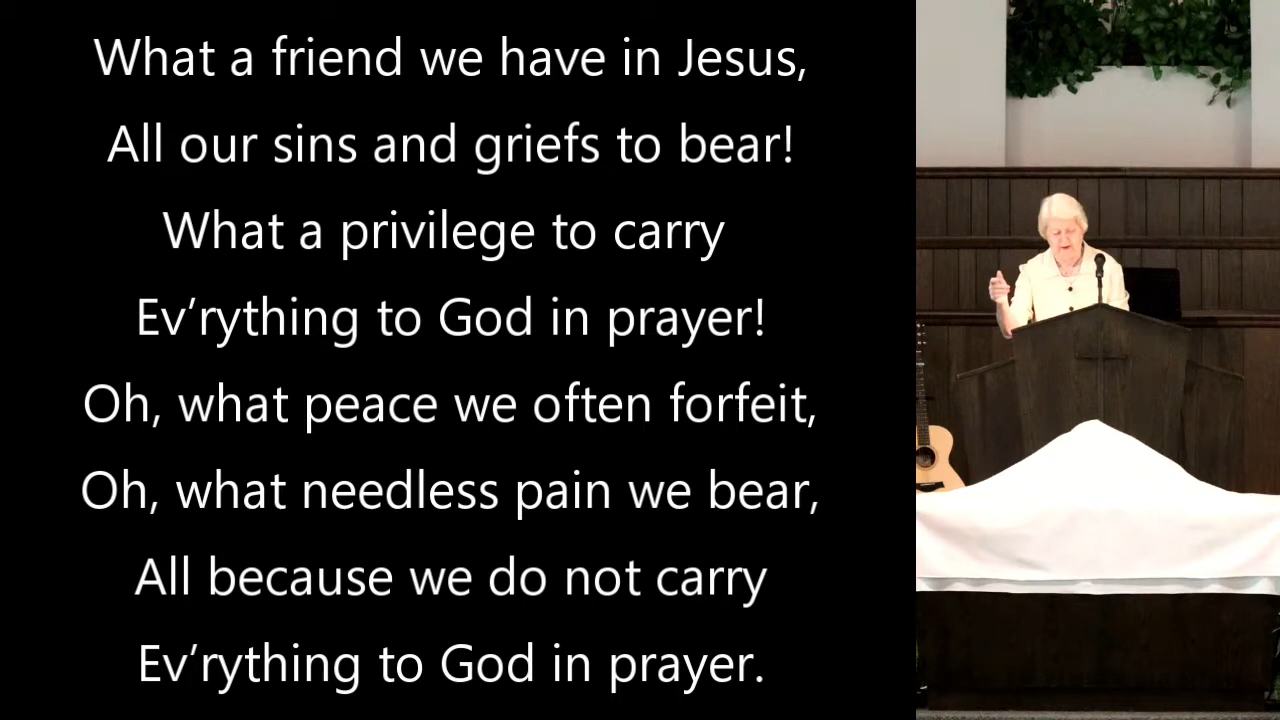 What a friend we have in Jesus,
All our sins and griefs to bear!
What a privilege to carry
Ev’rything to God in prayer!
Oh, what peace we often forfeit,
Oh, what needless pain we bear,
All because we do not carry
Ev’rything to God in prayer.